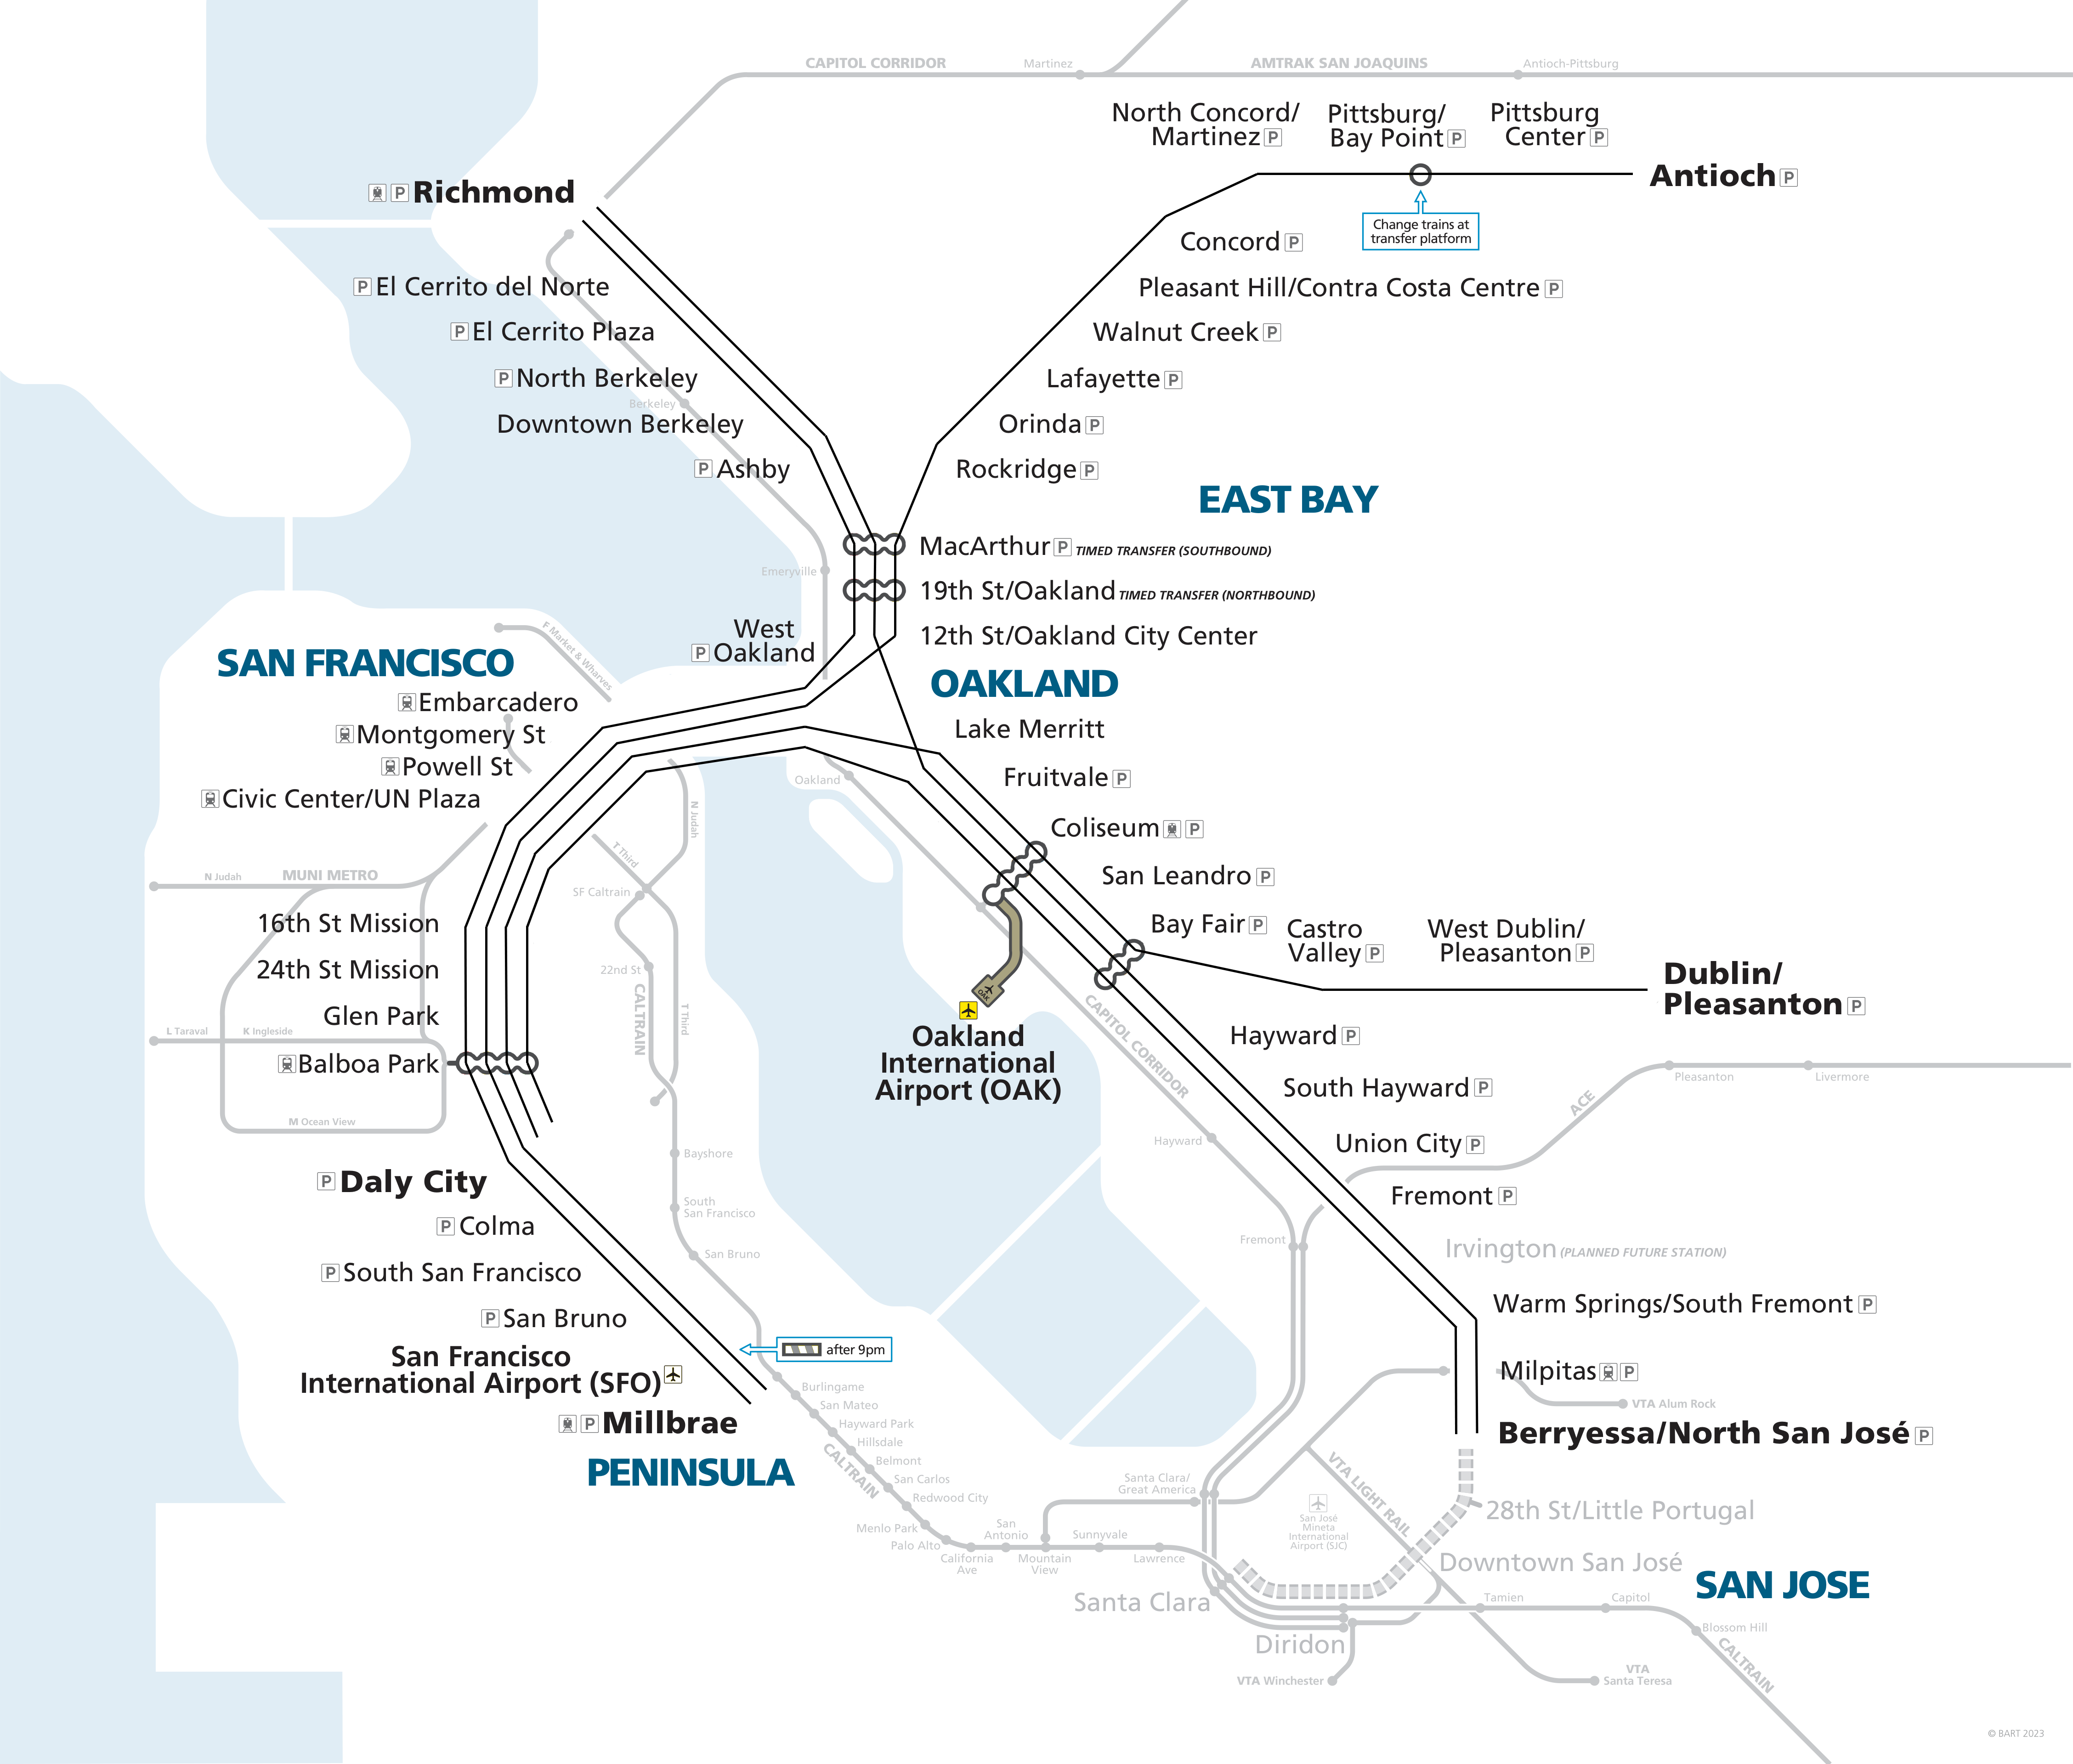 CAPITOL CORRIDOR
Martinez
AMTRAK SAN JOAQUINS
Antioch-Pittsburg
North Concord/
Martinez P
Pittsburg/
Bay Point P
Pittsburg
Center P
Antioch P
Change trains at
transfer platform
P Richmond
Concord P
P El Cerrito del Norte
Pleasant Hill/Contra Costa Centre P
P El Cerrito Plaza
Walnut Creek P
P North Berkeley
Lafayette P
Berkeley
Downtown Berkeley
Orinda P
P Ashby
Rockridge P
EAST BAY
MacArthur P TIMED TRANSFER (SOUTHBOUND)
Emeryville
19th St/Oakland TIMED TRANSFER (NORTHBOUND)
12th St/Oakland City Center
West
P Oakland
F Market & Wharves
SAN FRANCISCO
OAKLAND
Embarcadero
Montgomery St
Powell St
Civic Center/UN Plaza
Lake Merritt
Oakland
Fruitvale P
N Judah
Coliseum P
T Third
San Leandro P
N Judah
MUNI METRO
SF Caltrain
16th St Mission
Bay Fair P
Castro
Valley P
West Dublin/
Pleasanton P
24th St Mission
22nd St
CALTRAIN
T Third
Dublin/
Pleasanton P
OAK
Glen Park
L Taraval
K Ingleside
Balboa Park
M Ocean View
Oakland
International
Airport (OAK)
CAPITOL CORRIDOR
Hayward P
South Hayward P
Pleasanton
Livermore
ACE
Hayward
Union City P
Bayshore
P Daly City
Fremont P
South
San Francisco
P Colma
Fremont
Irvington (PLANNED FUTURE STATION)
San Bruno
P South San Francisco
Warm Springs/South Fremont P
P San Bruno
after 9pm
San Francisco
International Airport (SFO)
Milpitas P
VTA Alum Rock
P Millbrae
Berryessa/North San José P
PENINSULA
Burlingame
San Mateo
Hayward Park
Hillsdale
Belmont
San Carlos
Redwood City
CALTRAIN
Menlo Park
Palo Alto
California
Ave
San
Antonio
Mountain
View
Sunnyvale
Lawrence
Santa Clara/
Great America
VTA LIGHT RAIL
San José
Mineta
International
Airport (SJC)
28th St/Little Portugal
Downtown San José
SAN JOSE
Santa Clara
Diridon
Tamien
Capitol
Blossom Hill
CALTRAIN
VTA Winchester
VTA
Santa Teresa
© BART 2023